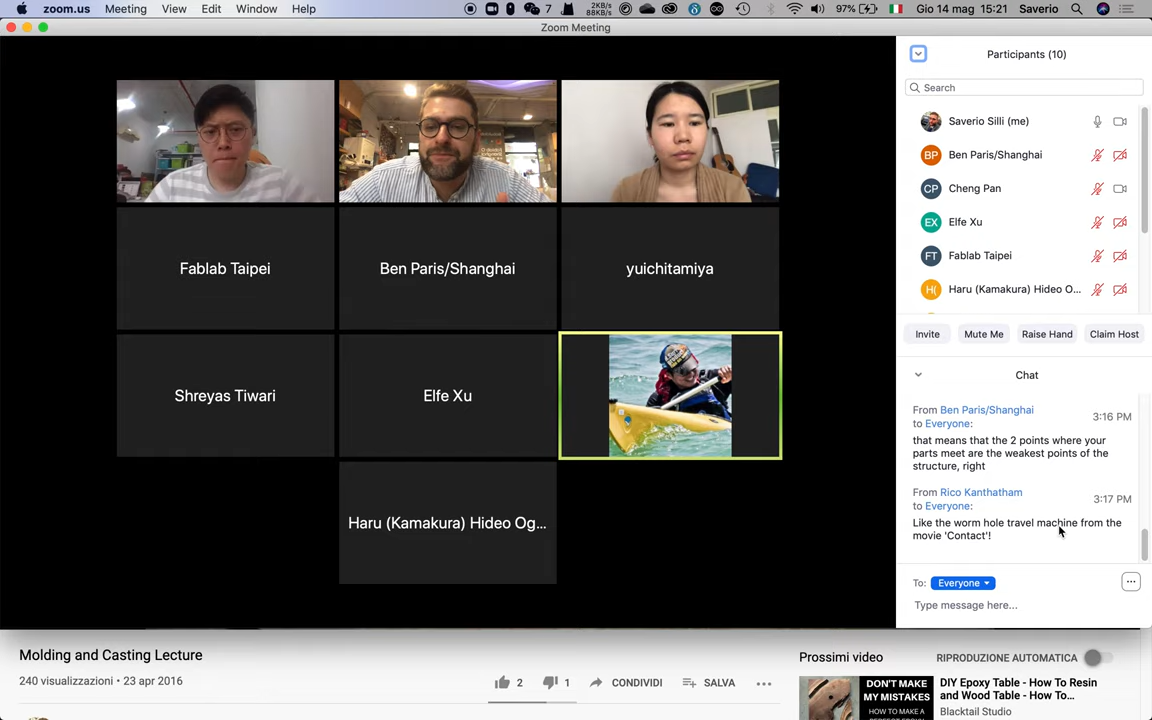 zoom.us Meeting View Edit Window Help
7 2KB/s 88KB/s 97% Gio 14 mag 15:21 Saverio
Zoom Meeting
Fablab Taipei
Ben Paris/Shanghai
yuichitamiya
Shreyas Tiwari
Elfe Xu
Haru (Kamakura) Hideo Og...
Participants (10)
Search
Saverio Silli (me)
BP Ben Paris/Shanghai
CP Cheng Pan
EX Elfe Xu
FT Fablab Taipei
H( Haru (Kamakura) Hideo O...
Invite Mute Me Raise Hand Claim Host
Chat
From Ben Paris/Shanghai
to Everyone:
3:16 PM
that means that the 2 points where your
parts meet are the weakest points of the
structure, right
From Rico Kanthatham
to Everyone:
3:17 PM
Like the worm hole travel machine from the
movie 'Contact'!
To: Everyone
Type message here...
Molding and Casting Lecture
240 visualizzazioni • 23 apr 2016
2 1 CONDIVIDI SALVA
Prossimi video RIPRODUZIONE AUTOMATICA
DON'T MAKE
MY MISTAKES
HOW TO MAKE A
DIY Epoxy Table - How To Resin
and Wood Table - How To...
Blacktail Studio